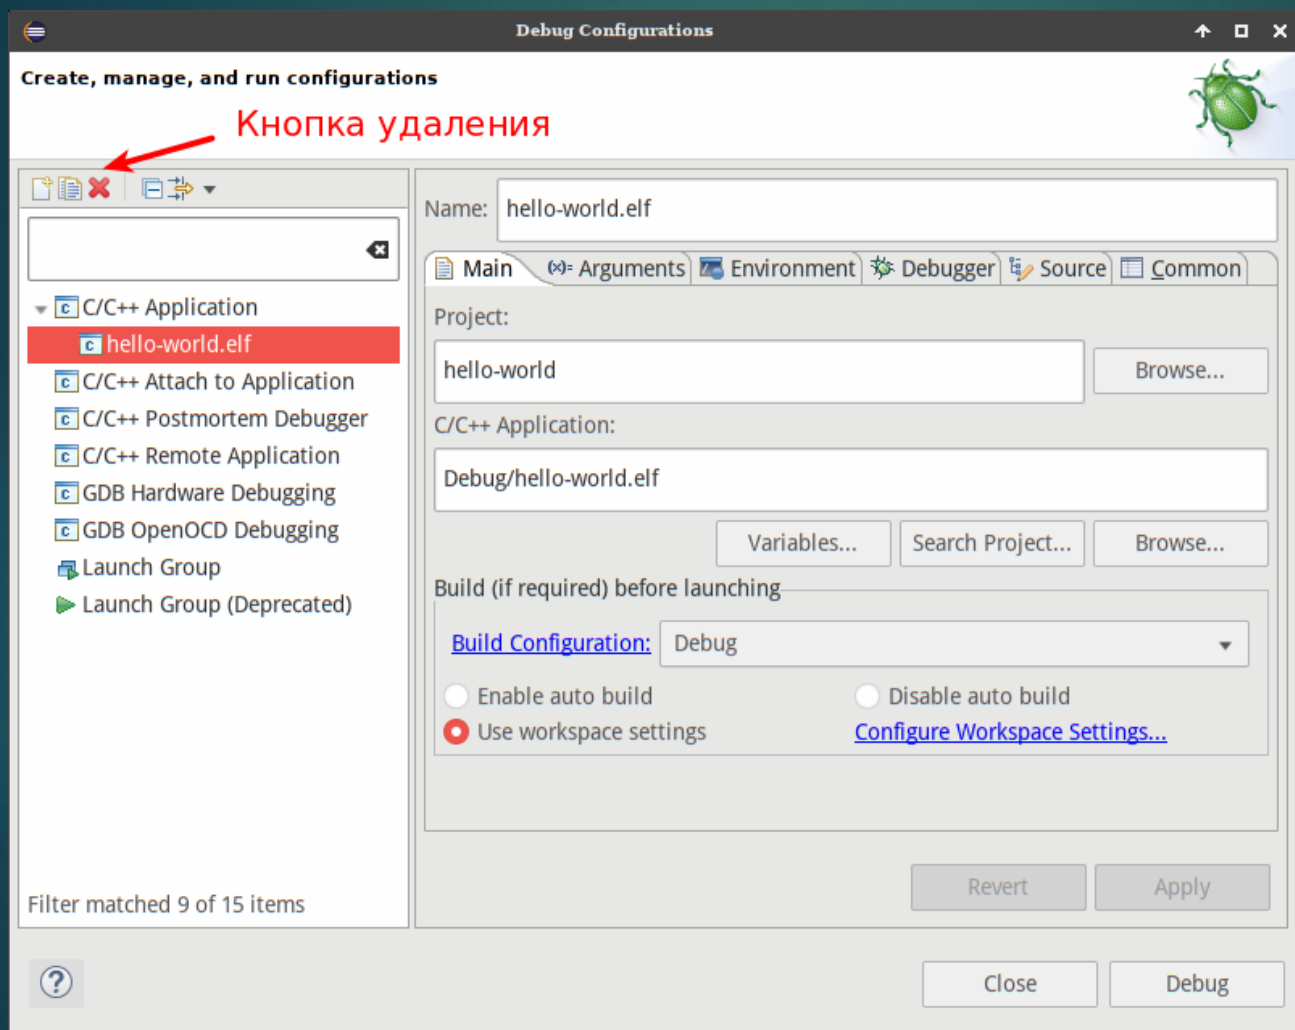 Debug Configurations
Create, manage, and run configurations
Кнопка удаления
Name: hello-world.elf
Main (x)= Arguments Environment Debugger Source Common
C/C++ Application
hello-world.elf
C/C++ Attach to Application
C/C++ Postmortem Debugger
C/C++ Remote Application
GDB Hardware Debugging
GDB OpenOCD Debugging
Launch Group
Launch Group (Deprecated)
Filter matched 9 of 15 items
Project:
hello-world Browse...
C/C++ Application:
Debug/hello-world.elf
Variables... Search Project... Browse...
Build (if required) before launching
Build Configuration: Debug
Enable auto build Disable auto build
Use workspace settings Configure Workspace Settings...
Revert Apply
? Close Debug